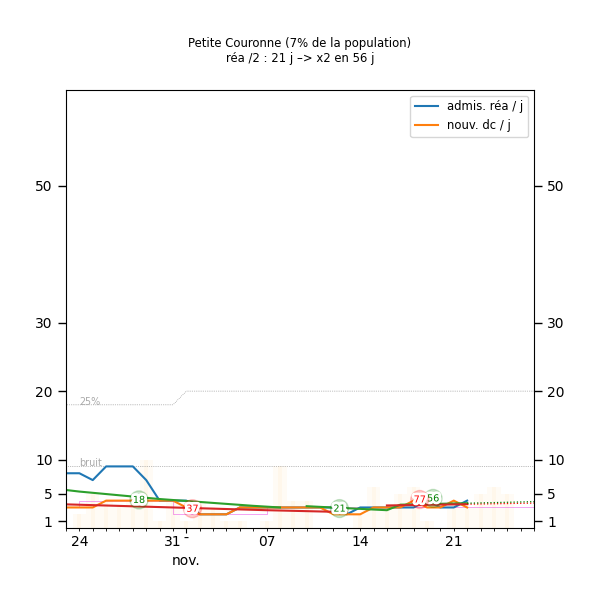 Petite Couronne (7% de la population)
réa /2 : 21 j –> x2 en 56 j
admis. réa / j
nouv. dc / j
50 50
30 30
20 20
25%
10 10
bruit
5 5
18 37 21 77 56
1 1
24 31 - 07 14 21
nov.